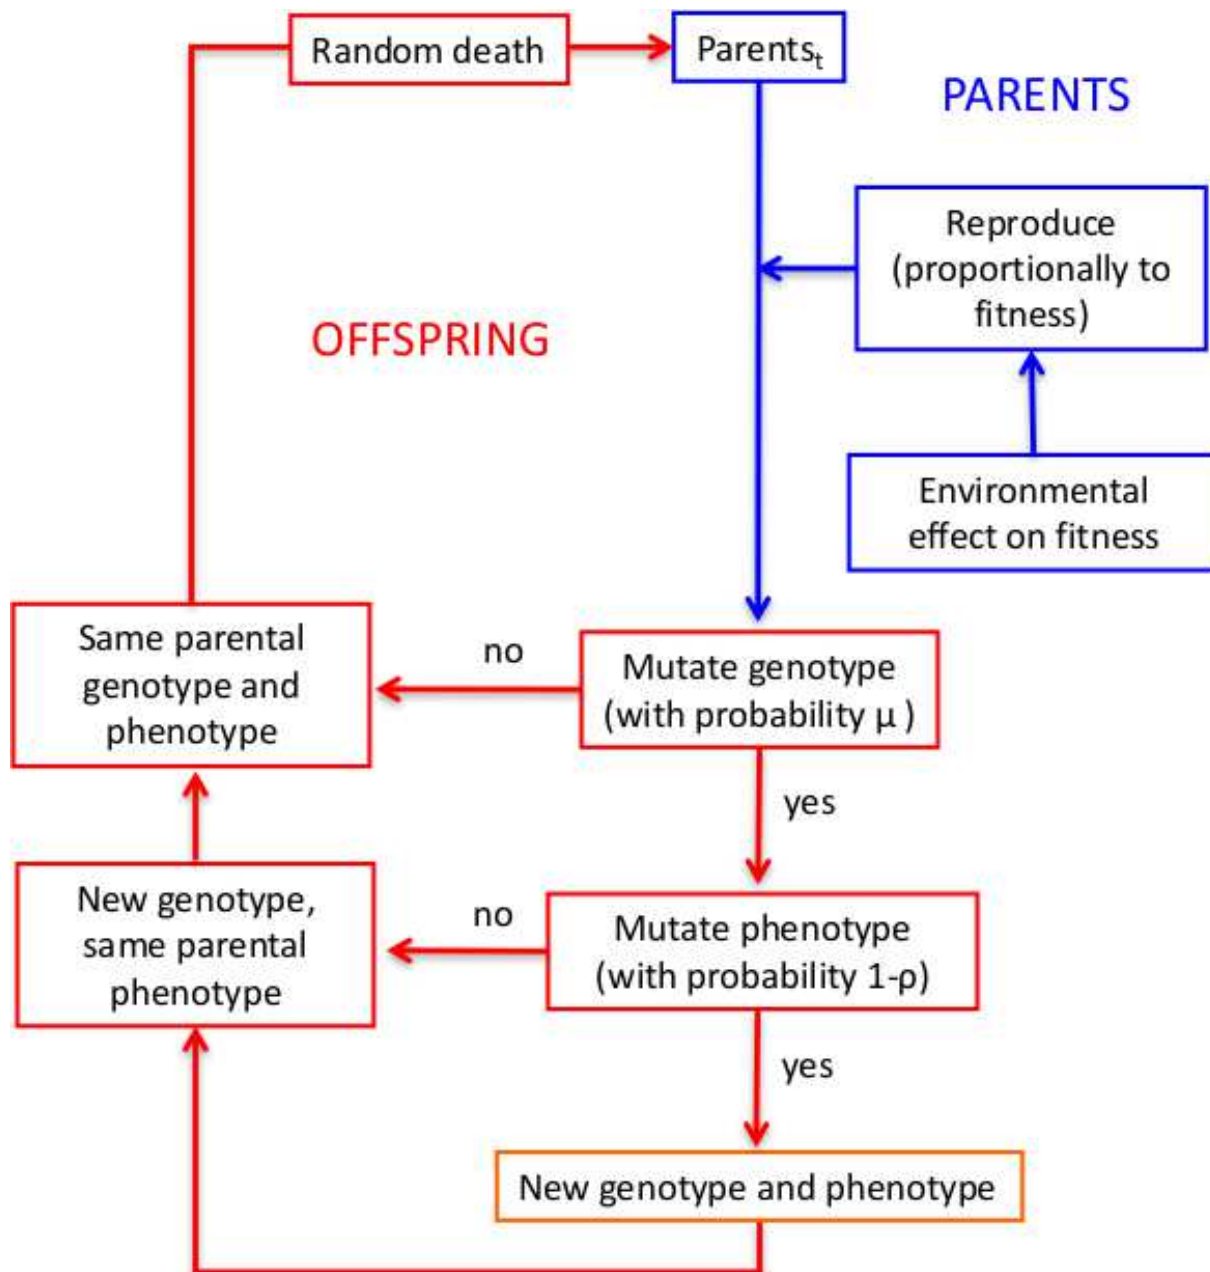 Random death
Parentsₜ
PARENTS
Reproduce
(proportionally to
fitness)
OFFSPRING
Environmental
effect on fitness
Same parental
genotype and
phenotype
no
Mutate genotype
(with probability μ )
yes
New genotype,
same parental
phenotype
no
Mutate phenotype
(with probability 1-ρ)
yes
New genotype and phenotype